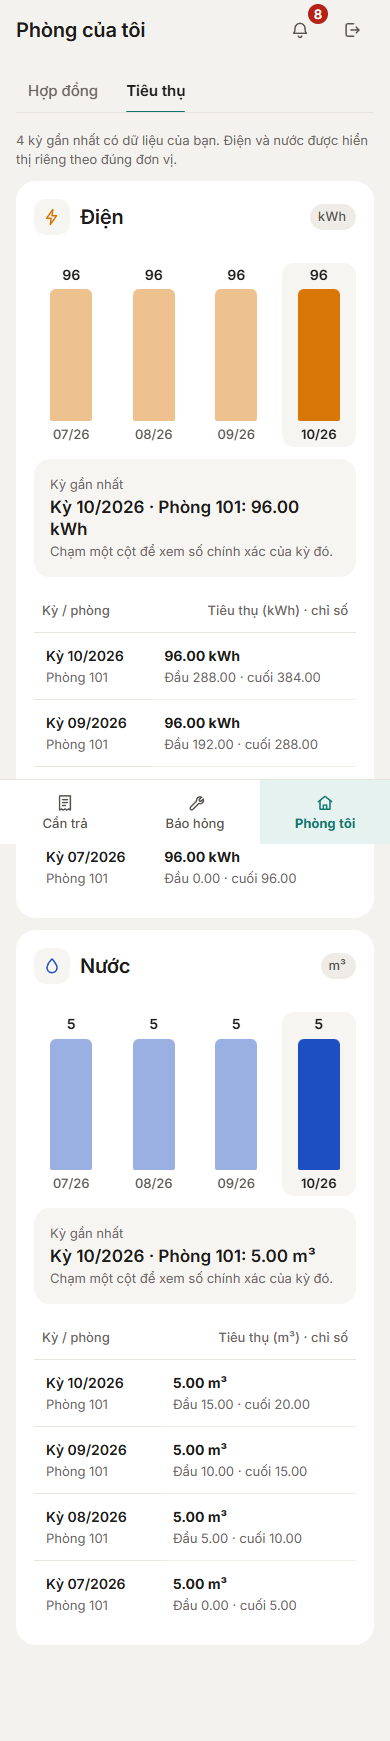 Phòng của tôi
8
Hợp đồng
Tiêu thụ
4 kỳ gần nhất có dữ liệu của bạn. Điện và nước được hiển
thị riêng theo đúng đơn vị.
Điện
kWh
96
96
96
96
07/26
08/26
09/26
10/26
Kỳ gần nhất
Kỳ 10/2026 · Phòng 101: 96.00
kWh
Chạm một cột để xem số chính xác của kỳ đó.
Kỳ / phòng
Tiêu thụ (kWh) · chỉ số
Kỳ 10/2026
96.00 kWh
Phòng 101
Đầu 288.00 · cuối 384.00
Kỳ 09/2026
96.00 kWh
Phòng 101
Đầu 192.00 · cuối 288.00
Cần trả
Báo hỏng
Phòng tôi
Kỳ 07/2026
96.00 kWh
Phòng 101
Đầu 0.00 · cuối 96.00
Nước
m³
5
5
5
5
07/26
08/26
09/26
10/26
Kỳ gần nhất
Kỳ 10/2026 · Phòng 101: 5.00 m³
Chạm một cột để xem số chính xác của kỳ đó.
Kỳ / phòng
Tiêu thụ (m³) · chỉ số
Kỳ 10/2026
5.00 m³
Phòng 101
Đầu 15.00 · cuối 20.00
Kỳ 09/2026
5.00 m³
Phòng 101
Đầu 10.00 · cuối 15.00
Kỳ 08/2026
5.00 m³
Phòng 101
Đầu 5.00 · cuối 10.00
Kỳ 07/2026
5.00 m³
Phòng 101
Đầu 0.00 · cuối 5.00